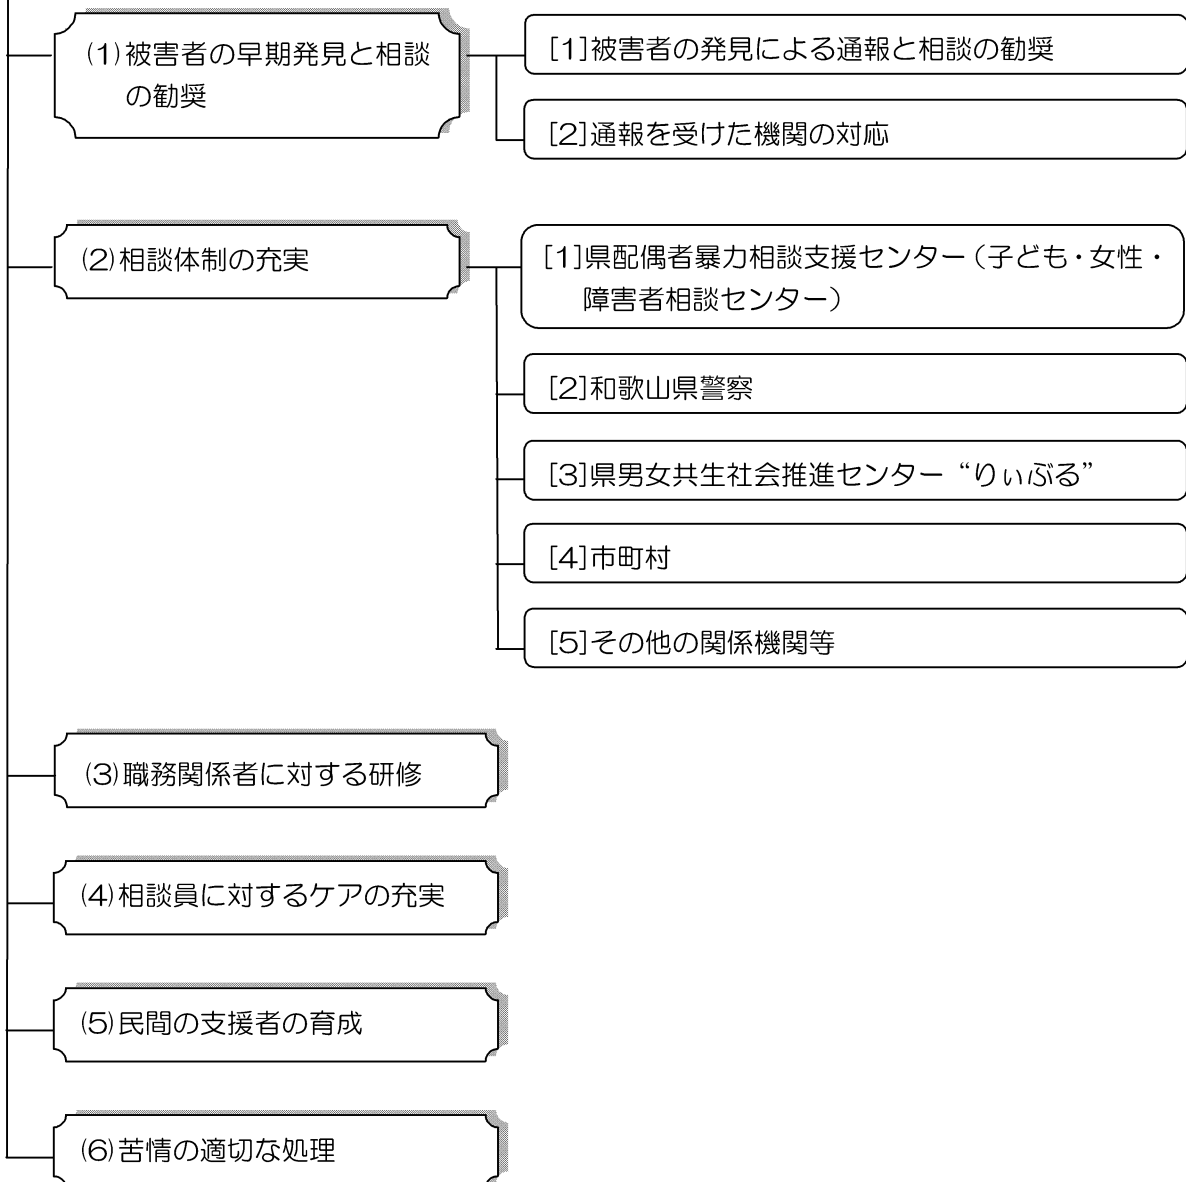 (1)被害者の早期発見と相談
の勧奨
[1]被害者の発見による通報と相談の勧奨
[2]通報を受けた機関の対応
(2)相談体制の充実
[1]県配偶者暴力相談支援センター（子ども・女性・
障害者相談センター）
[2]和歌山県警察
[3]県男女共生社会推進センター“りぃぶる”
[4]市町村
[5]その他の関係機関等
(3)職務関係者に対する研修
(4)相談員に対するケアの充実
(5)民間の支援者の育成
(6)苦情の適切な処理